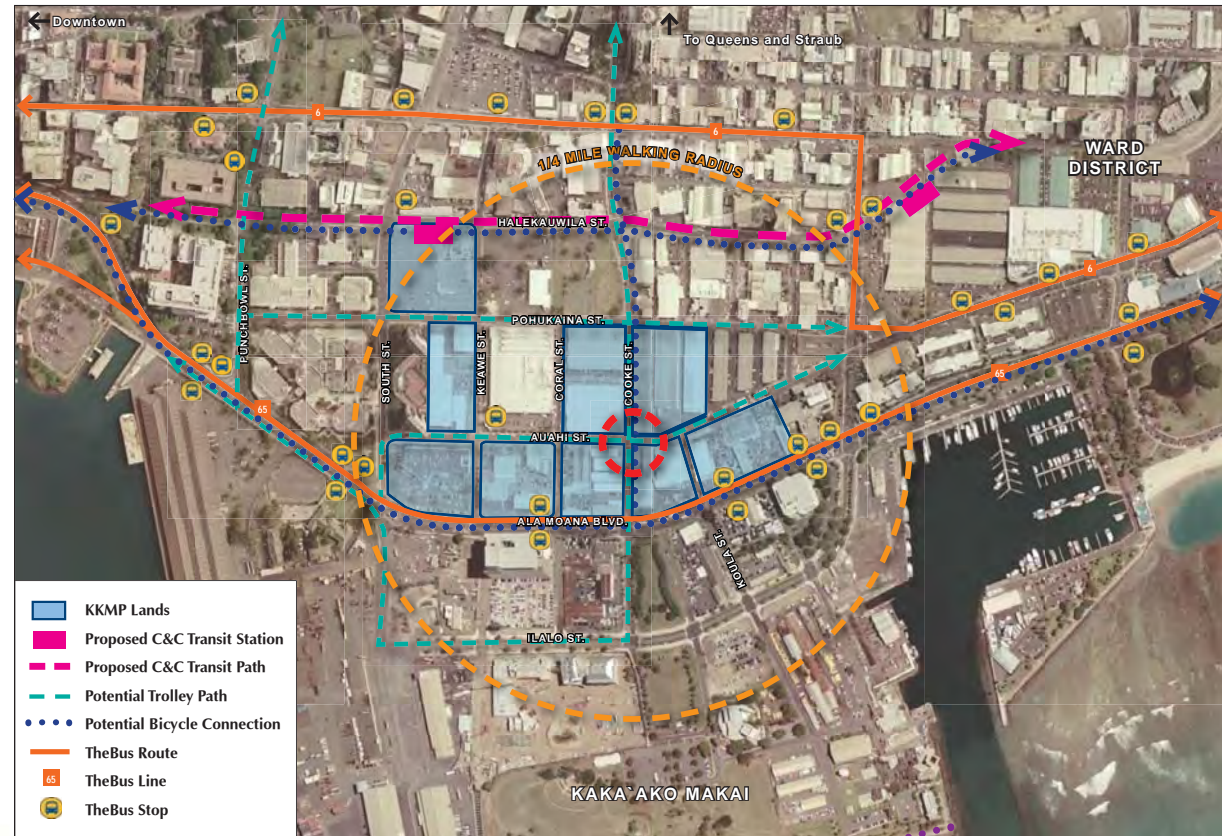 Downtown
To Queens and Straub
6
6
1/4 MILE WALKING RADIUS
WARD
DISTRICT
HALEKAUWILA ST.
6
PUNCHBOWL ST.
POHUKAINA ST.
SOUTH ST.
KEAWE ST.
CORAL ST.
COOKE ST.
65
65
AUAHI ST.
ALA MOANA BLVD.
KOULA ST.
ILALO ST.
KAKA`AKO MAKAI
KKMP Lands
Proposed C&C Transit Station
Proposed C&C Transit Path
Potential Trolley Path
Potential Bicycle Connection
TheBus Route
65 TheBus Line
TheBus Stop